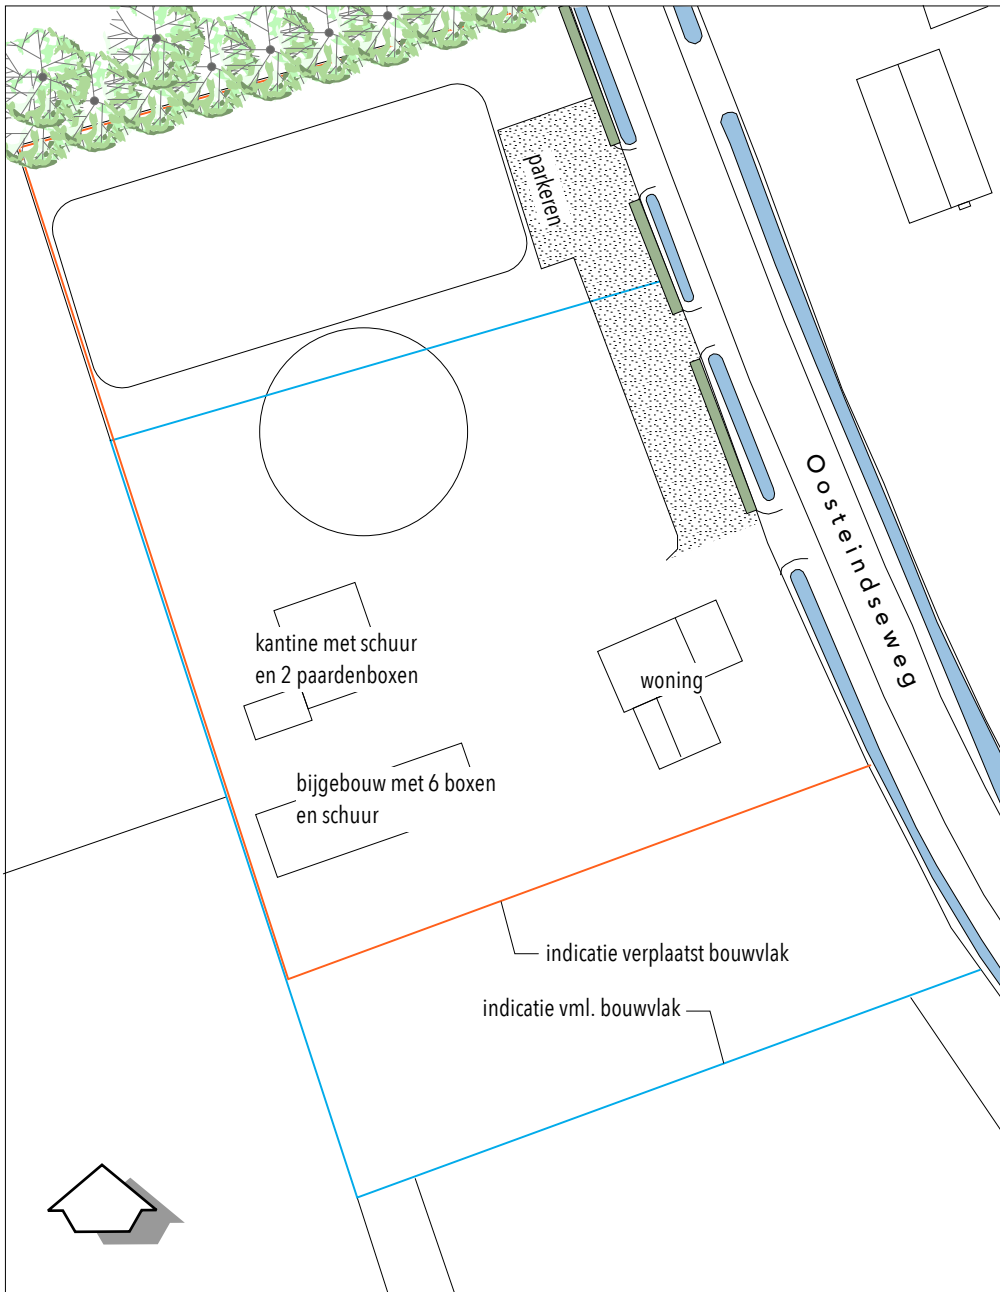 parkeren
Oosteindseweg
kantine met schuur
en 2 paardenboxen
woning
bijgebouw met 6 boxen
en schuur
indicatie verplaatst bouwvlak
indicatie vml. bouwvlak